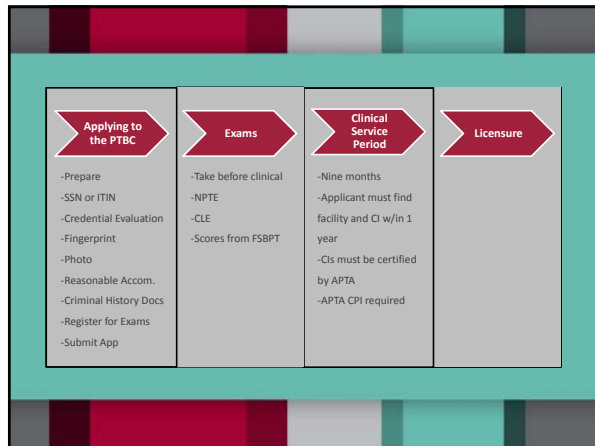 Applying to
the PTBC
-Prepare
-SSN or ITIN
-Credential Evaluation
-Fingerprint
-Photo
-Reasonable Accom.
-Criminal History Docs
-Register for Exams
-Submit App
Exams
-Take before clinical
-NPTE
-CLE
-Scores from FSBPT
Clinical
Service
Period
-Nine months
-Applicant must find
facility and CI w/in 1
year
-CIs must be certified
by APTA
-APTA CPI required
Licensure